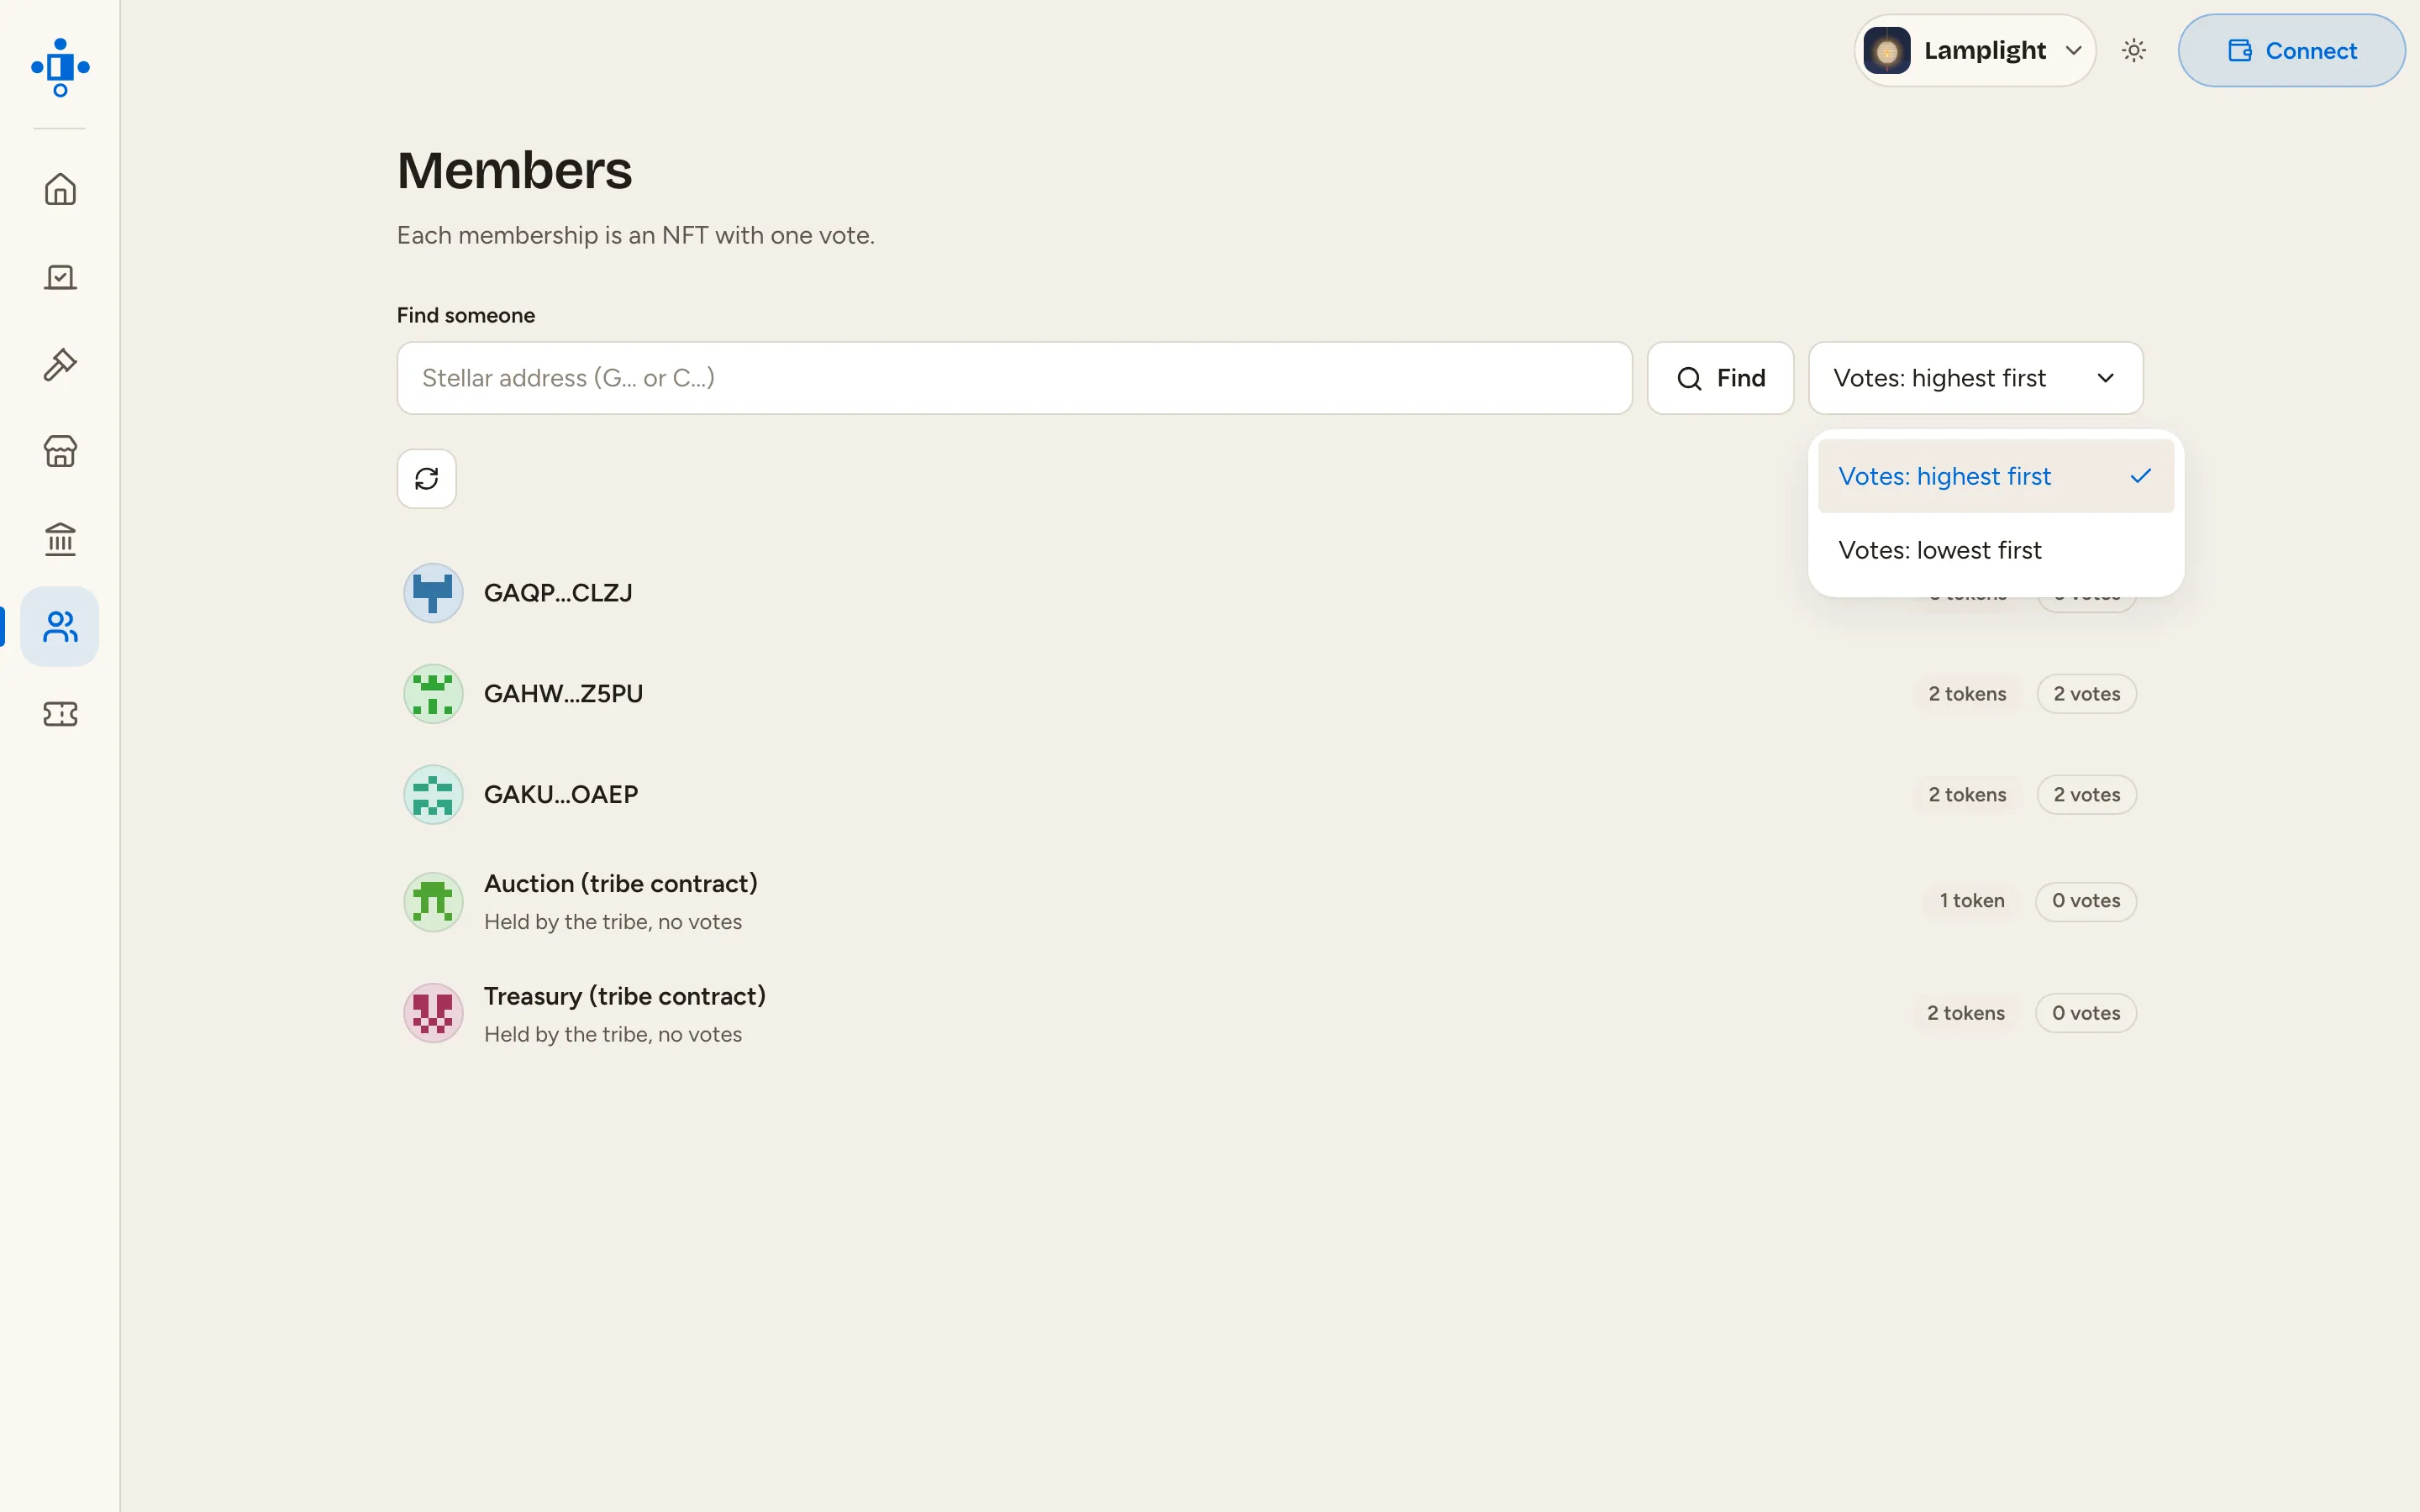 Lamplight
Connect
Members
Each membership is an NFT with one vote.
Find someone
Stellar address (G... or C...)
Find
Votes: highest first
Votes: highest first
Votes: lowest first
GAQP...CLZJ
tokens
votes
GAHW...Z5PU
2 tokens
2 votes
GAKU...OAEP
2 tokens
2 votes
Auction (tribe contract)
Held by the tribe, no votes
1 token
0 votes
Treasury (tribe contract)
Held by the tribe, no votes
2 tokens
0 votes